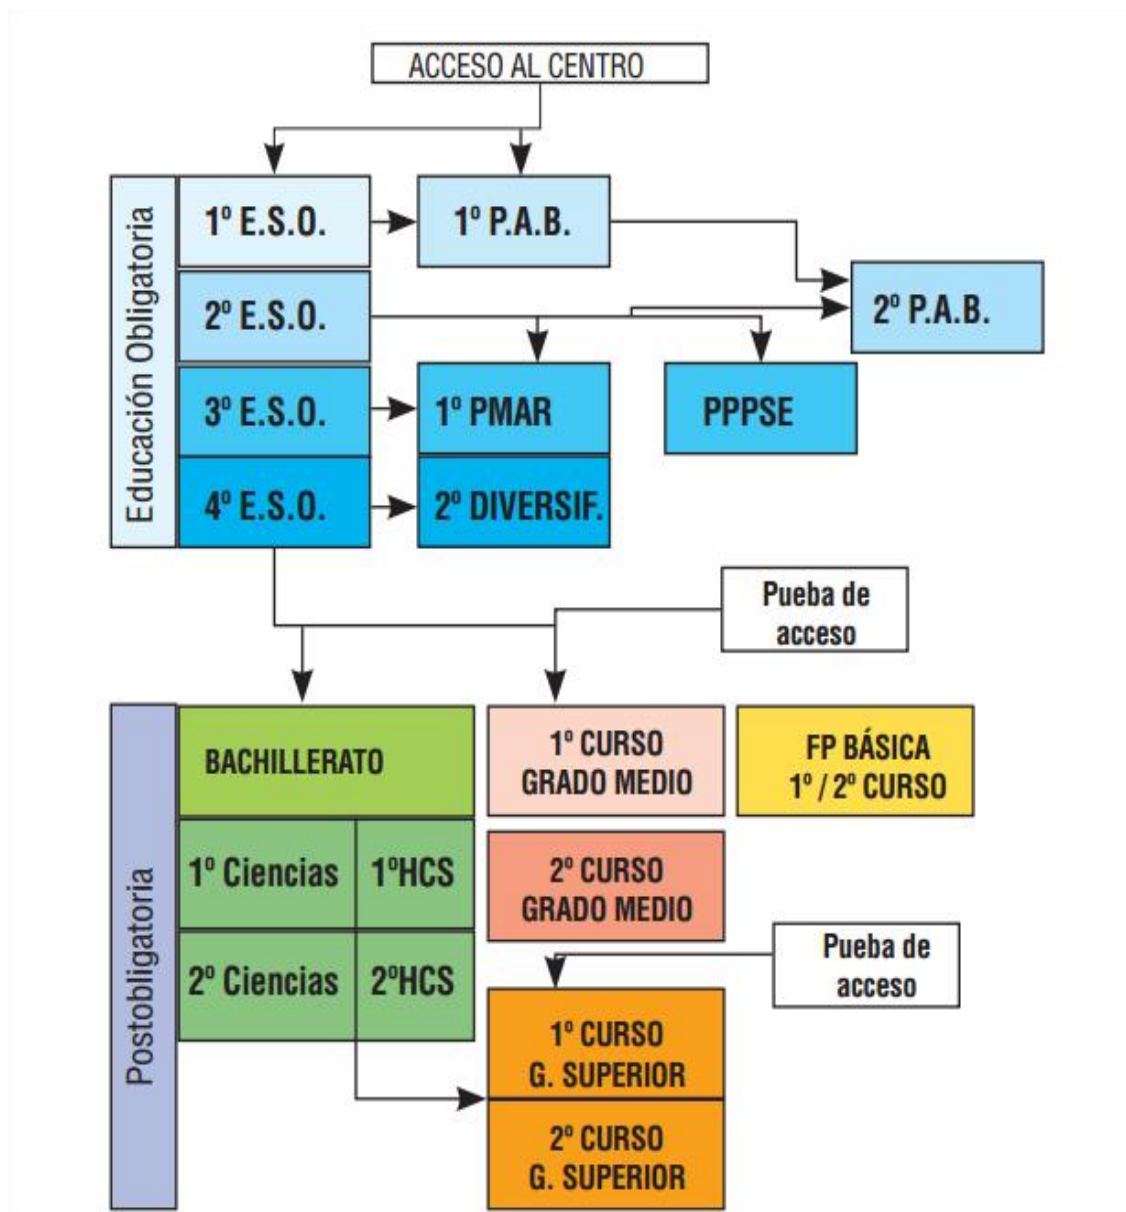 ACCESO AL CENTRO
Educación Obligatoria
1º E.S.O.
1º P.A.B.
2º E.S.O.
2º P.A.B.
3º E.S.O.
1º PMAR
PPPSE
4º E.S.O.
2º DIVERSIF.
Pueba de
acceso
Postobligatoria
BACHILLERATO
1º CURSO
GRADO MEDIO
FP BÁSICA
1º / 2º CURSO
1º Ciencias
1ºHCS
2º CURSO
GRADO MEDIO
2º Ciencias
2ºHCS
Pueba de
acceso
1º CURSO
G. SUPERIOR
2º CURSO
G. SUPERIOR